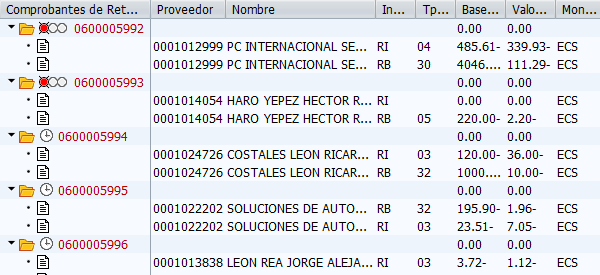 Comprobantes de Ret... Proveedor Nombre In... Tp... Base... Valo... Mon...
0600005992 0.00 0.00
0001012999 PC INTERNACIONAL SE... RI 04 485.61- 339.93- ECS
0001012999 PC INTERNACIONAL SE... RB 30 4046.... 111.29- ECS
0600005993 0.00 0.00
0001014054 HARO YEPEZ HECTOR R... RI 0.00 0.00 ECS
0001014054 HARO YEPEZ HECTOR R... RB 05 220.00- 2.20- ECS
0600005994 0.00 0.00
0001024726 COSTALES LEON RICAR... RI 03 120.00- 36.00- ECS
0001024726 COSTALES LEON RICAR... RB 32 1000.... 10.00- ECS
0600005995 0.00 0.00
0001022202 SOLUCIONES DE AUTO... RB 32 195.90- 1.96- ECS
0001022202 SOLUCIONES DE AUTO... RI 03 23.51- 7.05- ECS
0600005996 0.00 0.00
0001013838 LEON REA JORGE ALEJA... RI 03 3.72- 1.12- ECS